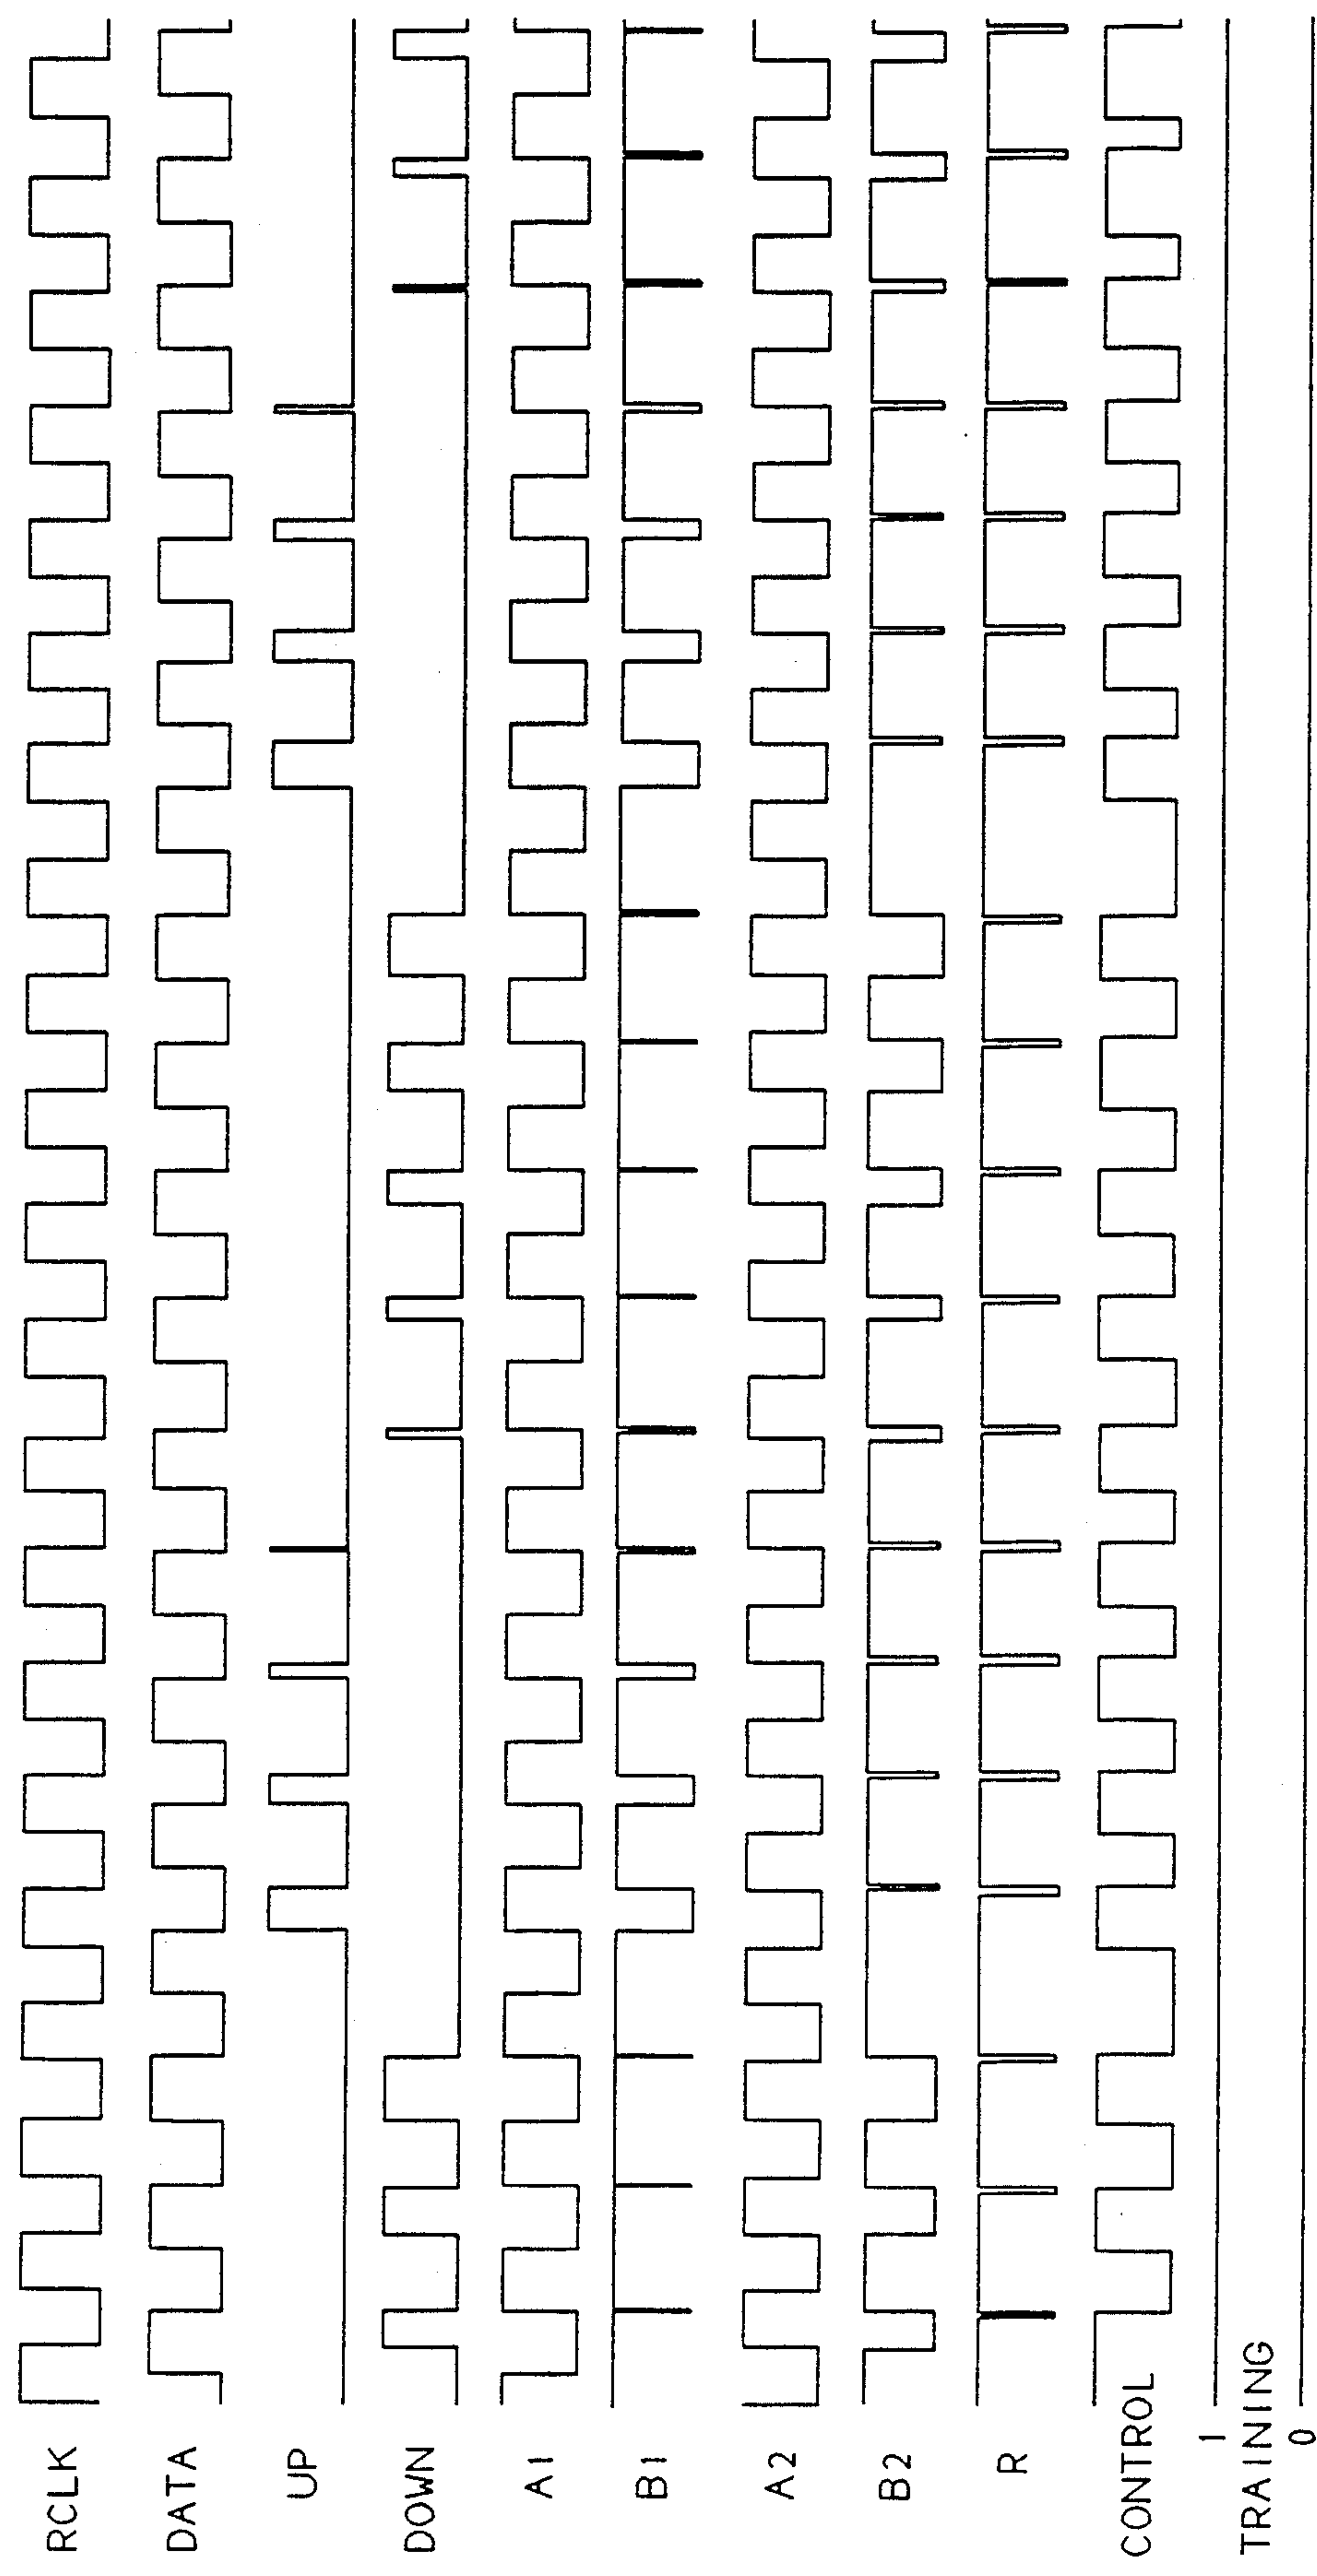 RCLK
DATA
UP
DOWN
A1
B1
A2
B2
R
CONTROL
1
TRAINING
0